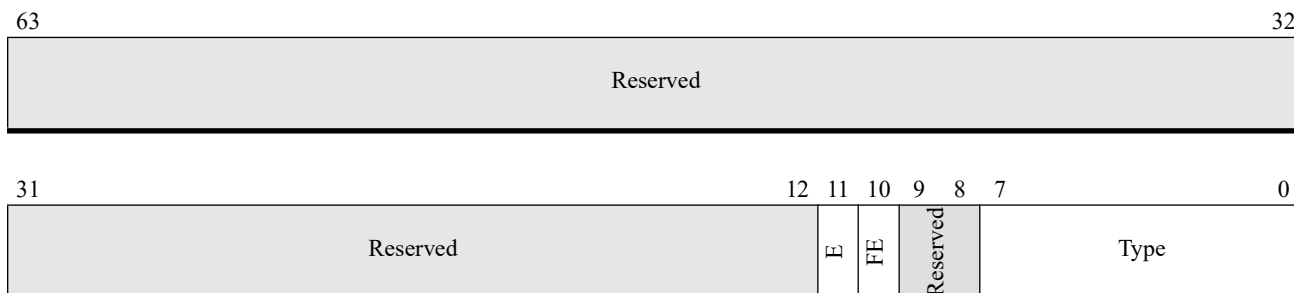 63 32
Reserved
31 12 11 10 9 8 7 0
Reserved E FE Reserved Type